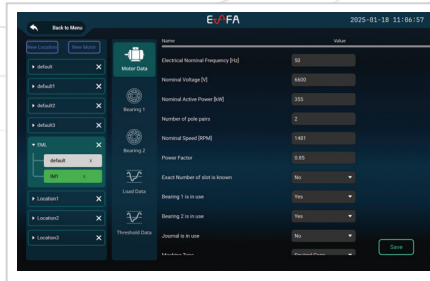 Back to Menu
ESAFA
2025-01-18 11:06:57
New Location
New Motor
default
default1
default2
default3
EML
default x
IM1 x
Location1
Location2
Location3
Motor Data
Bearing 1
Bearing 2
Load Data
Threshold Data
Name Value
Electrical Nominal Frequency [Hz] 50
Nominal Voltage [V] 6600
Nominal Active Power [kW] 355
Number of pole pairs 2
Nominal Speed [RPM] 1481
Power Factor 0.85
Exact Number of slot is known No
Bearing 1 is in use Yes
Bearing 2 is in use Yes
Journal is in use No
Save